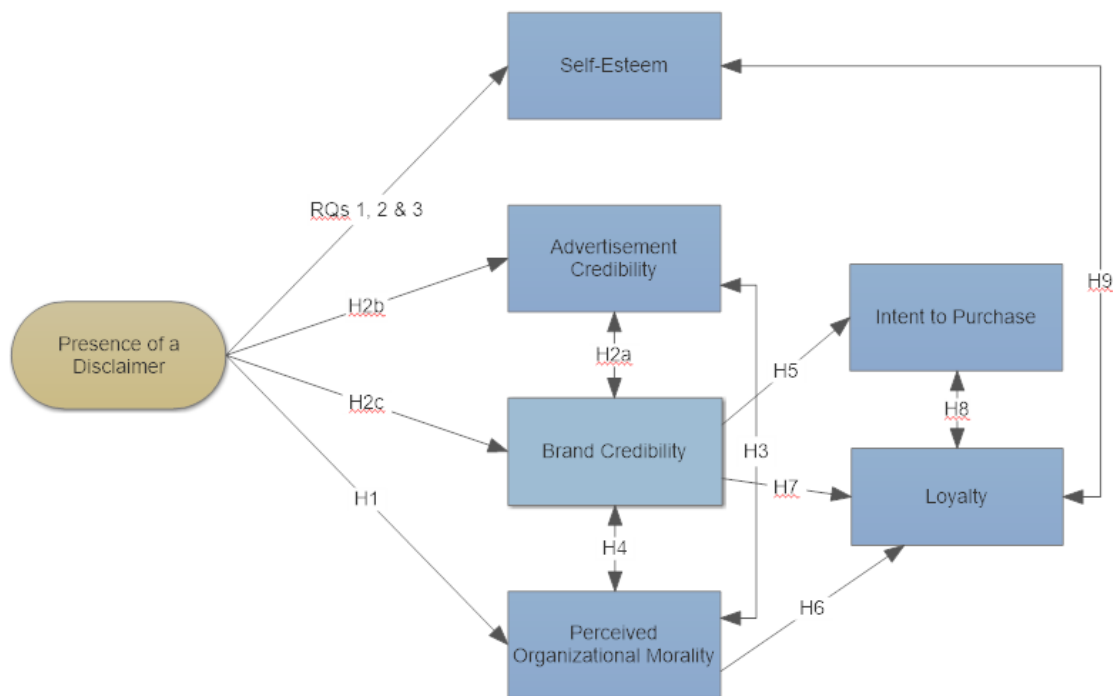 Self-Esteem
RQs 1, 2 & 3
Advertisement
Credibility
H2b
H9
Intent to Purchase
Presence of a
Disclaimer
H2a
H5
H2c
H8
Brand Credibility
H3
H7
H1
Loyalty
H4
H6
Perceived
Organizational Morality